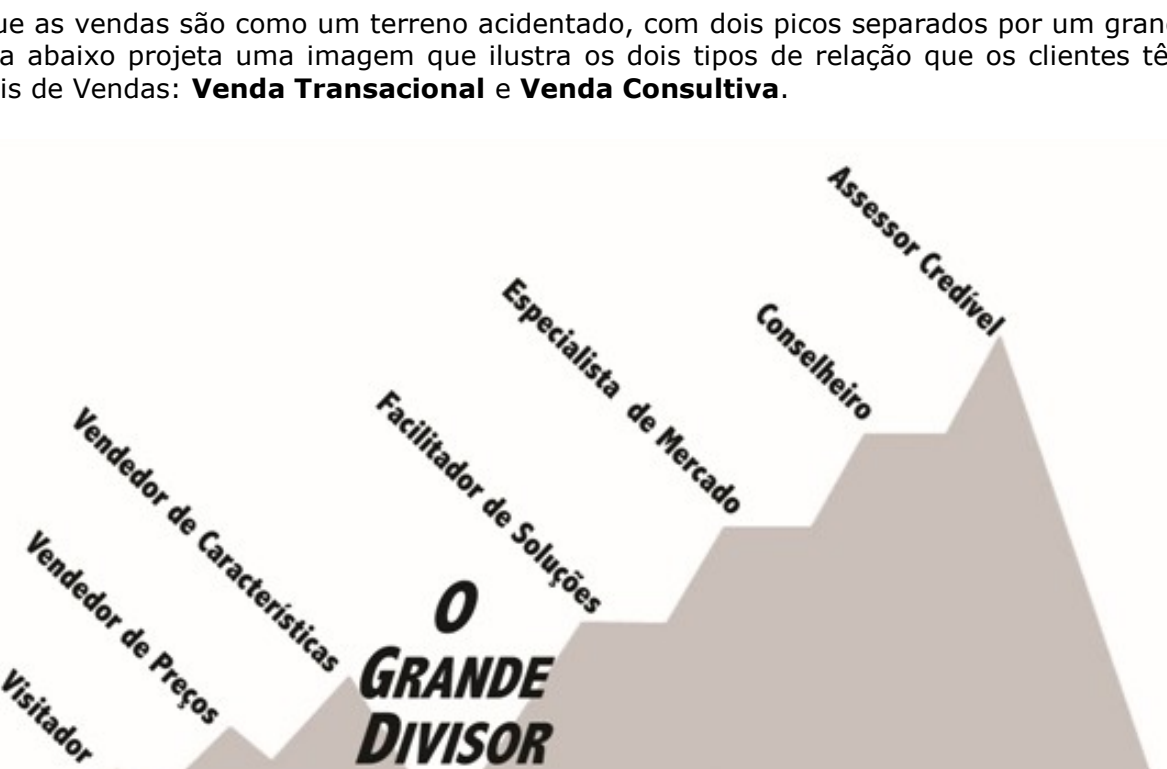 ue as vendas são como um terreno acidentado, com dois picos separados por um gran
a abaixo projeta uma imagem que ilustra os dois tipos de relação que os clientes tê
is de Vendas: Venda Transacional e Venda Consultiva.
Assessor Credível
Conselheiro
Especialista de Mercado
Facilitador de Soluções
Vendedor de Características
Vendedor de Preços
Visitador
O
GRANDE
DIVISOR